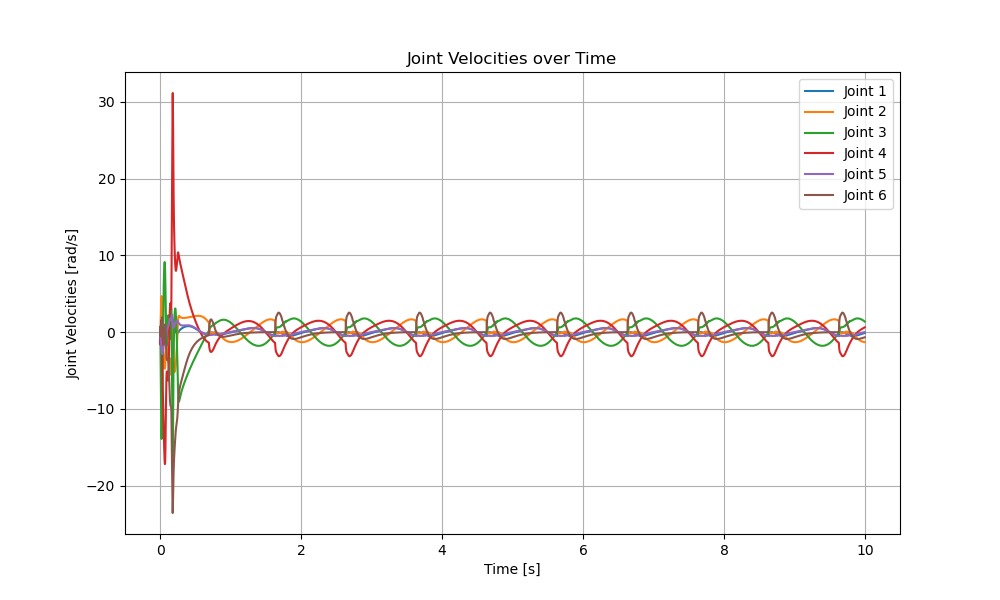 Joint Velocities over Time
Joint Velocities [rad/s]
30
20
10
0
−10
−20
0
2
4
6
8
10
Time [s]
Joint 1
Joint 2
Joint 3
Joint 4
Joint 5
Joint 6